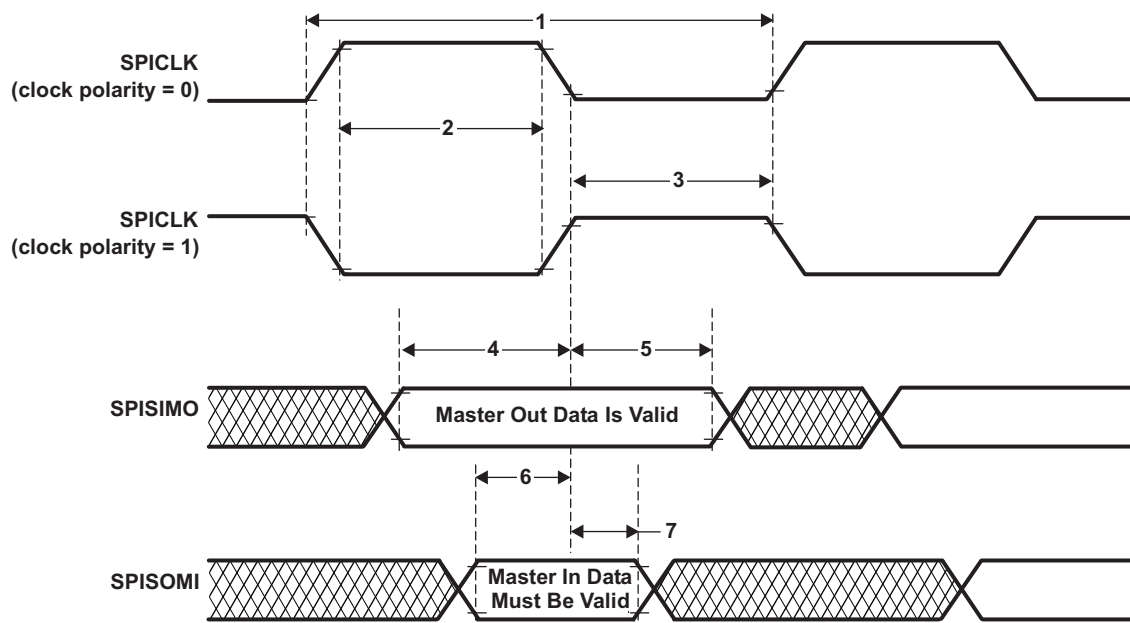 1
SPICLK
(clock polarity = 0)
2
3
SPICLK
(clock polarity = 1)
4
5
SPISIMO
Master Out Data Is Valid
6
7
SPISOMI
Master In Data
Must Be Valid